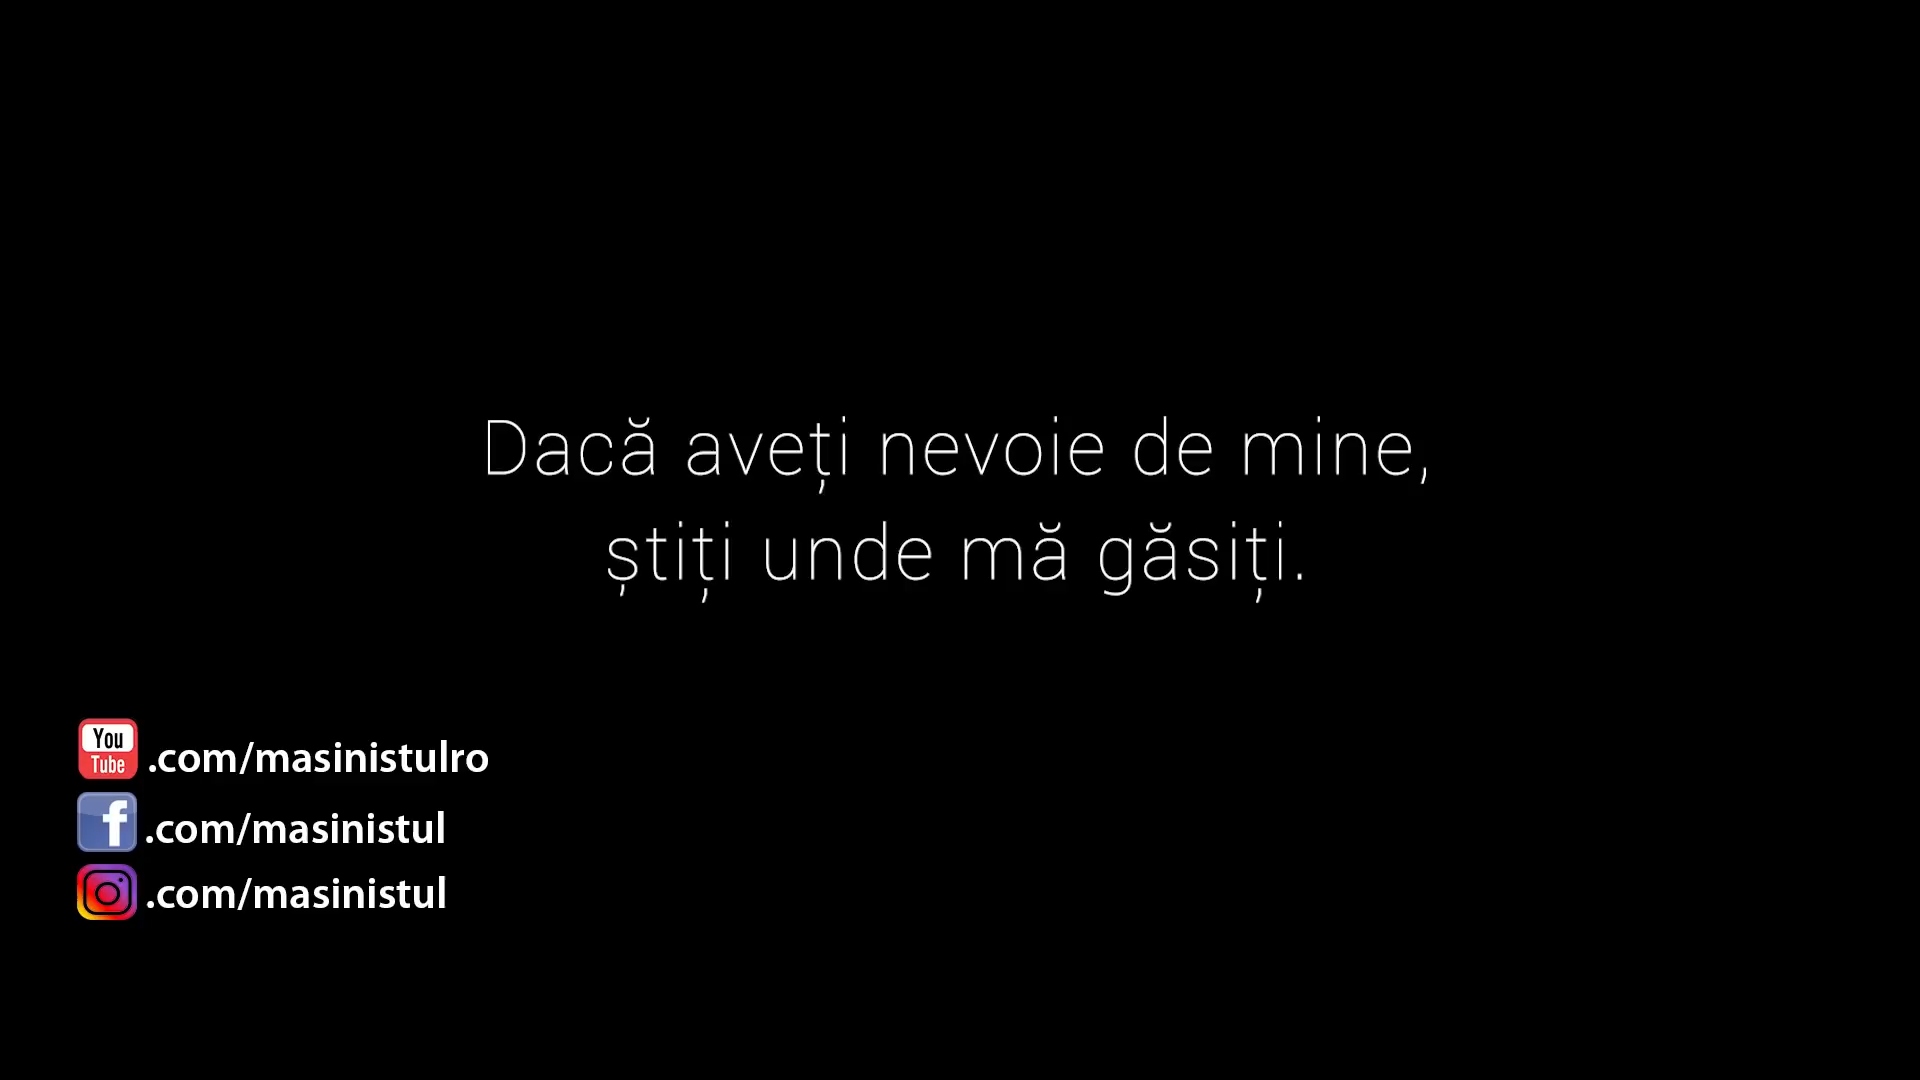 Dacă aveți nevoie de mine,
știți unde mă găsiți.
You
Tube
.com/masinistulro
f
.com/masinistul
.com/masinistul